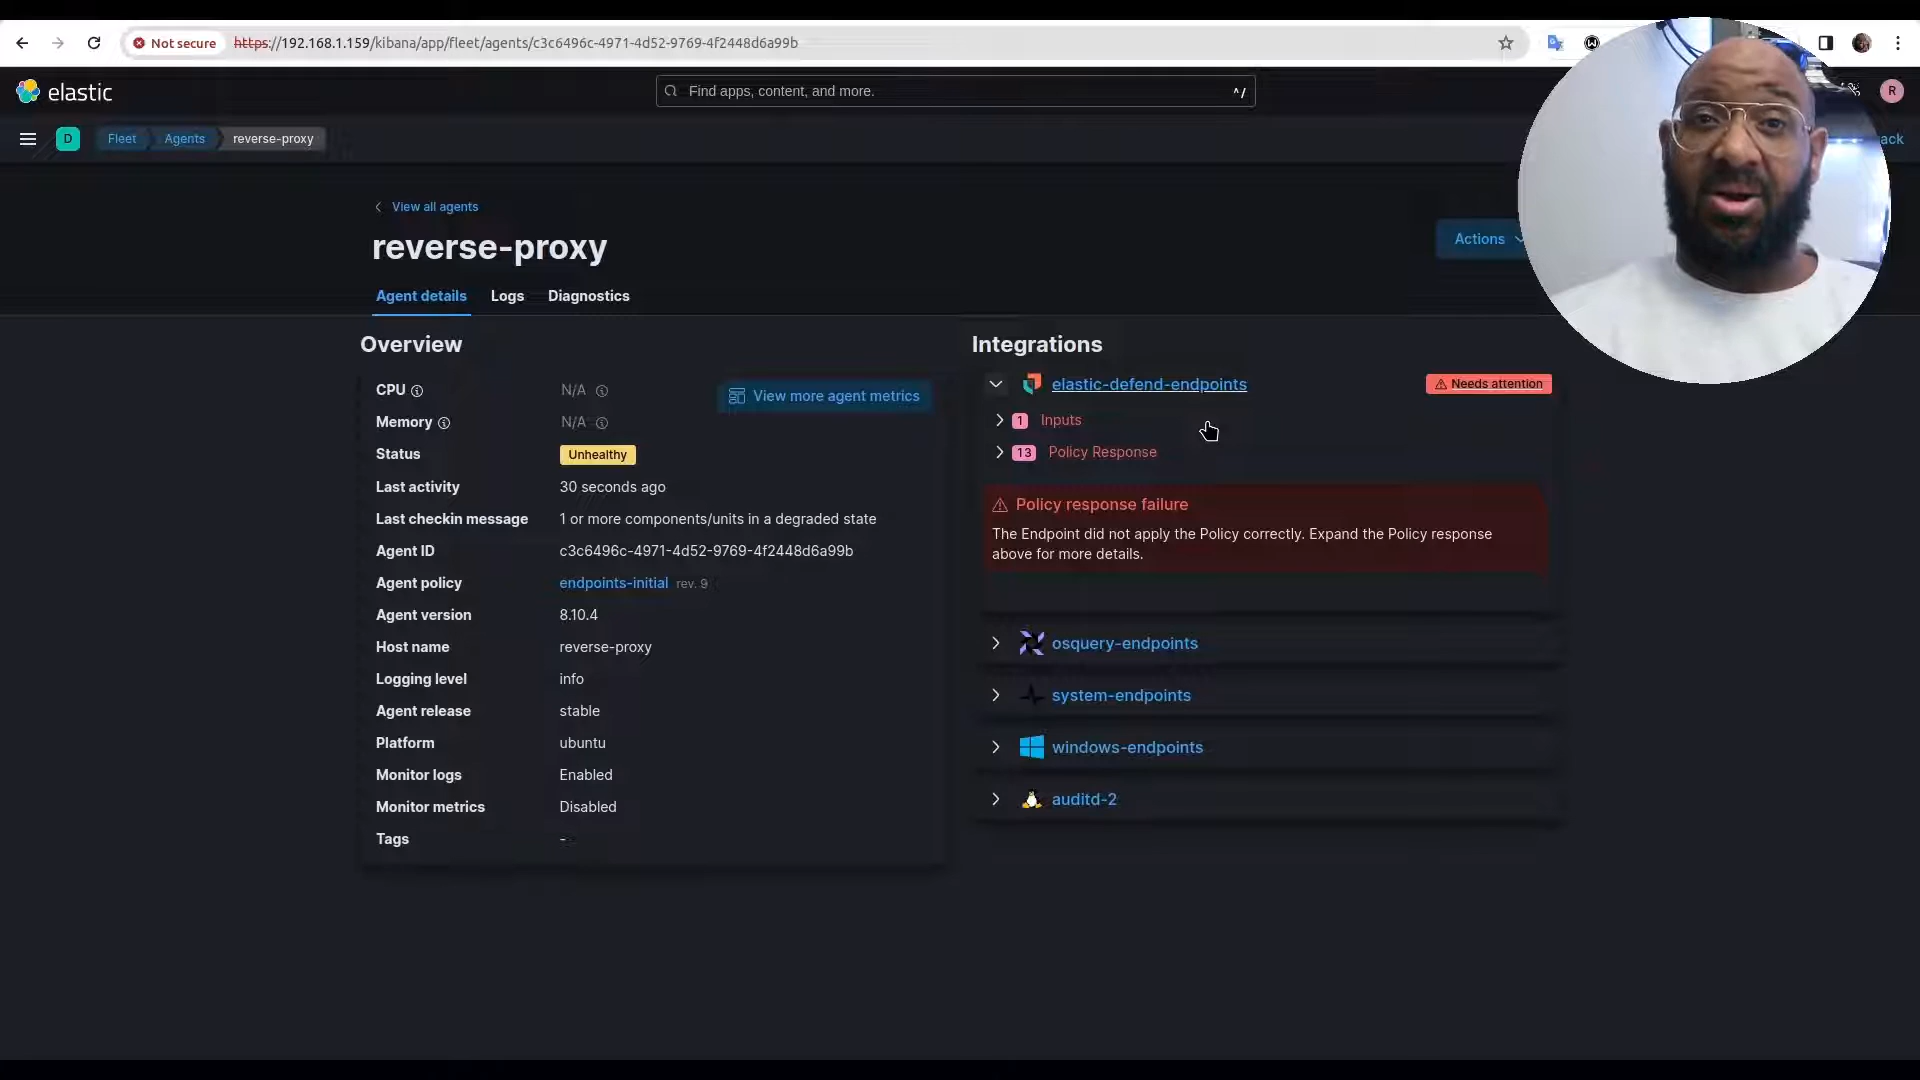 Not secure
https://192.168.1.159/kibana/app/fleet/agents/c3c6496c-4971-4d52-9769-4f2448d6a99b
elastic
Find apps, content, and more.
^/
R
D
Fleet
Agents
reverse-proxy
ack
View all agents
reverse-proxy
Actions
Agent details
Logs
Diagnostics
Overview
CPU N/A
View more agent metrics
Memory N/A
Status Unhealthy
Last activity 30 seconds ago
Last checkin message 1 or more components/units in a degraded state
Agent ID c3c6496c-4971-4d52-9769-4f2448d6a99b
Agent policy endpoints-initial rev. 9
Agent version 8.10.4
Host name reverse-proxy
Logging level info
Agent release stable
Platform ubuntu
Monitor logs Enabled
Monitor metrics Disabled
Tags -
Integrations
elastic-defend-endpoints
Needs attention
1 Inputs
13 Policy Response
Policy response failure
The Endpoint did not apply the Policy correctly. Expand the Policy response
above for more details.
osquery-endpoints
system-endpoints
windows-endpoints
auditd-2